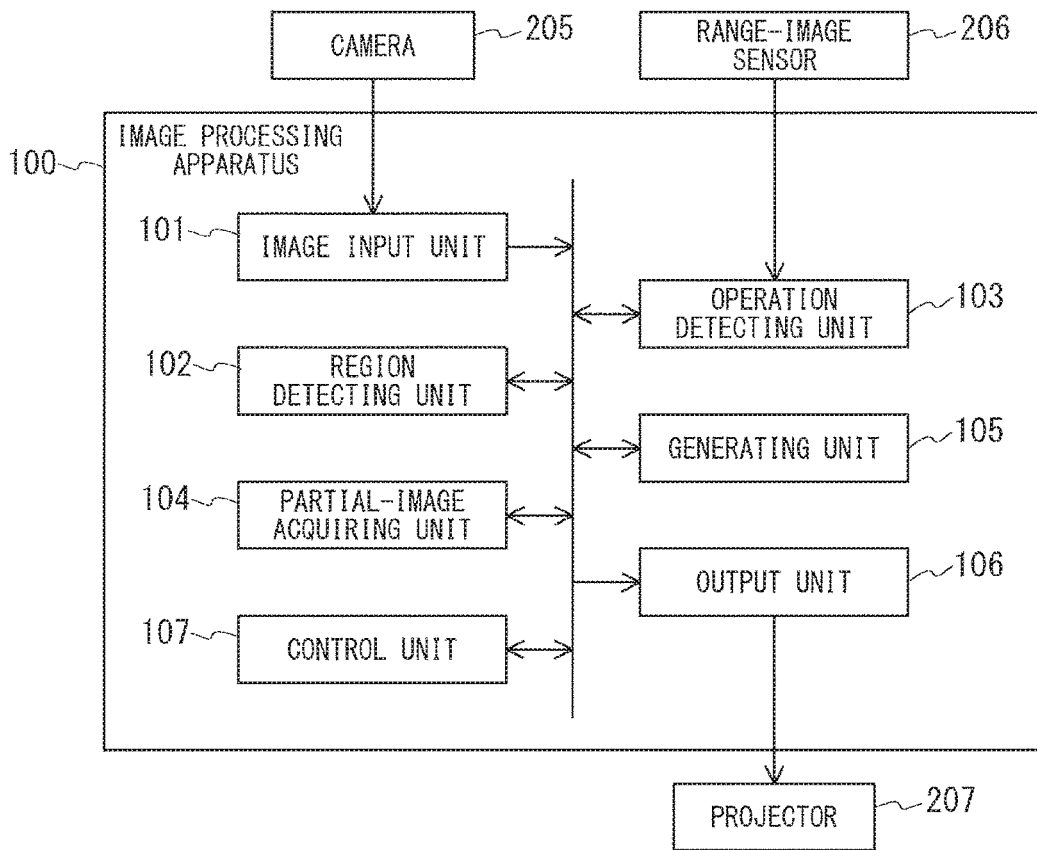 CAMERA
205
RANGE-IMAGE
SENSOR
206
IMAGE PROCESSING
APPARATUS
100
101
IMAGE INPUT UNIT
OPERATION
DETECTING UNIT
103
102
REGION
DETECTING UNIT
GENERATING UNIT
105
104
PARTIAL-IMAGE
ACQUIRING UNIT
OUTPUT UNIT
106
107
CONTROL UNIT
PROJECTOR
207